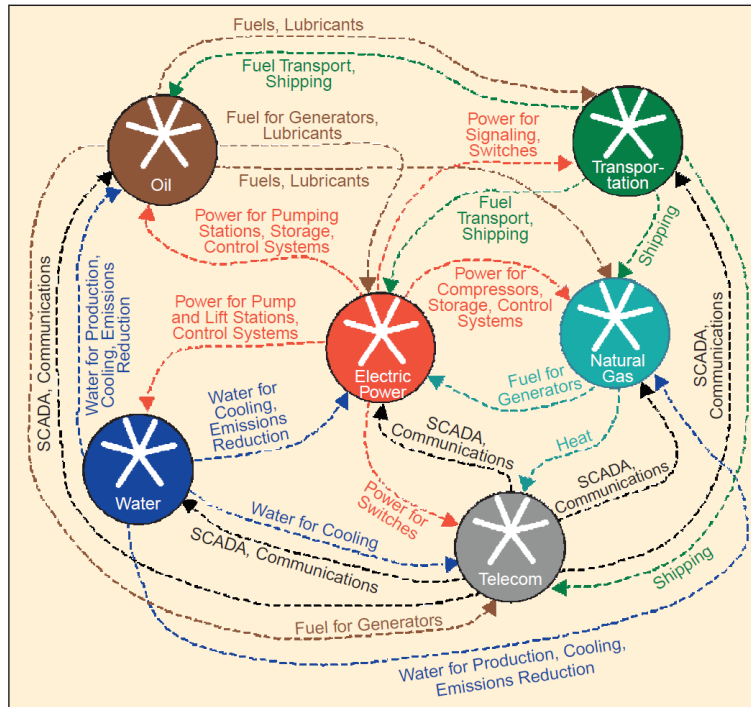 Fuels, Lubricants
Fuel Transport,
Shipping
Fuel for Generators,
Lubricants
Power for
Signaling,
Switches
Oil
Transpor-
tation
Fuels, Lubricants
Fuel
Transport,
Shipping
Shipping
Power for Pumping
Stations, Storage,
Control Systems
Power for
Compressors,
Storage, Control
Systems
Power for Pump
and Lift Stations,
Control Systems
SCADA, Communications
Water for Production,
Cooling, Emissions
Reduction
Electric
Power
Natural
Gas
SCADA,
Communications
Fuel for
Generators
Water for
Cooling,
Emissions
Reduction
Heat
SCADA,
Communications
SCADA,
Communications
Water
Power for
Switches
Water for Cooling
SCADA, Communications
Telecom
Shipping
Fuel for Generators
Water for Production, Cooling,
Emissions Reduction